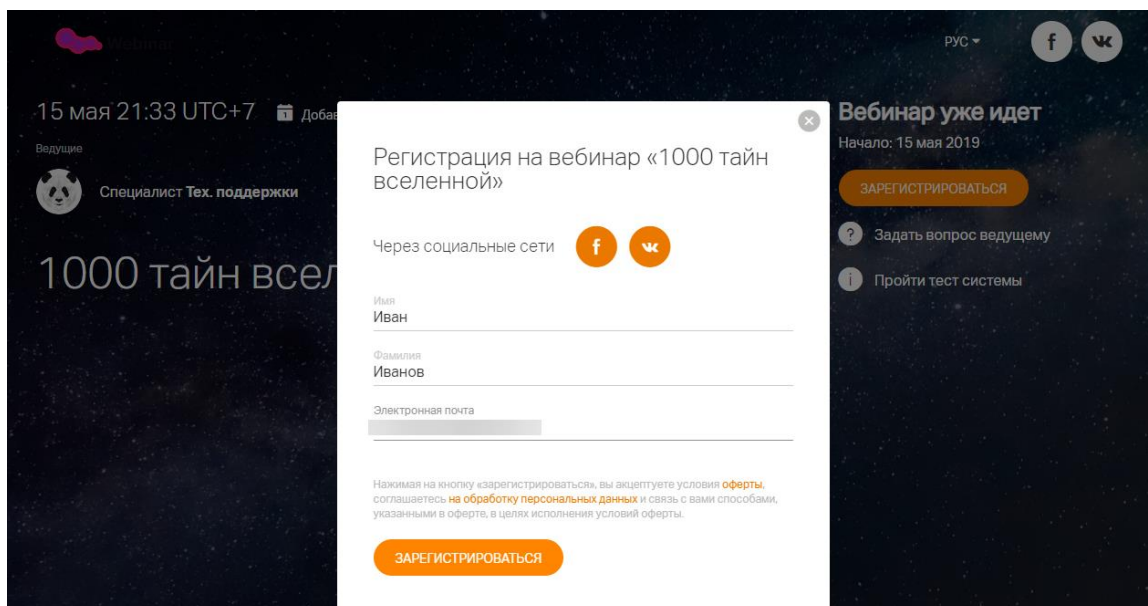 Webinar
РУС
15 мая 21:33 UTC+7
Ведущие
Специалист Тех. поддержки
Регистрация на вебинар «1000 тайн
вселенной»
Через социальные сети
Имя
Иван
Фамилия
Иванов
Электронная почта
Нажимая на кнопку «зарегистрироваться», вы акцептуете условия оферты,
соглашаетесь на обработку персональных данных и связь с вами способами,
указанными в оферте, в целях исполнения условий оферты.
ЗАРЕГИСТРИРОВАТЬСЯ
1000 тайн
Вебинар уже идет
Начало: 15 мая 2019
ЗАРЕГИСТРИРОВАТЬСЯ
Задать вопрос ведущему
Пройти тест системы